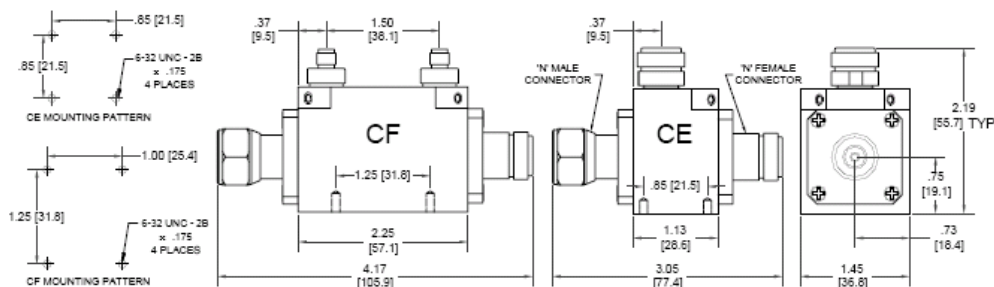 .85 [21.5]
.85 [21.5]
6-32 UNC - 2B
x .175
4 PLACES
CE MOUNTING PATTERN
1.00 [25.4]
1.25 [31.8]
6-32 UNC - 2B
x .175
4 PLACES
CF MOUNTING PATTERN
.37
[9.5]
1.50
[38.1]
CF
1.25 [31.8]
2.25
[57.1]
4.17
[105.9]
.37
[9.5]
'N' MALE
CONNECTOR
'N' FEMALE
CONNECTOR
CE
.85 [21.5]
1.13
[28.6]
3.05
[77.4]
2.19
[55.7] TYP
.75
[19.1]
.73
[18.4]
1.45
[36.8]